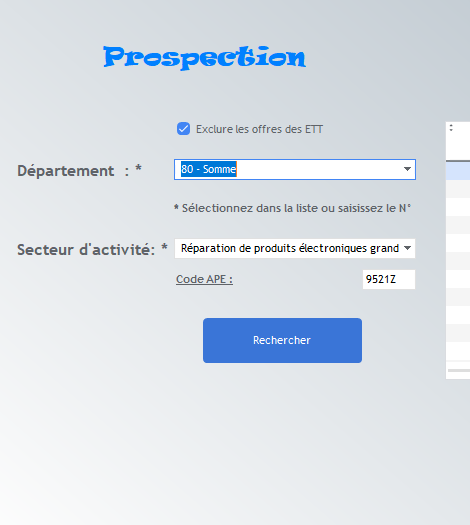 Prospection
Exclure les offres des ETT
Département : *
80 - Somme
* Sélectionnez dans la liste ou saisissez le N°
Secteur d'activité: *
Réparation de produits électroniques grand
Code APE :
9521Z
Rechercher